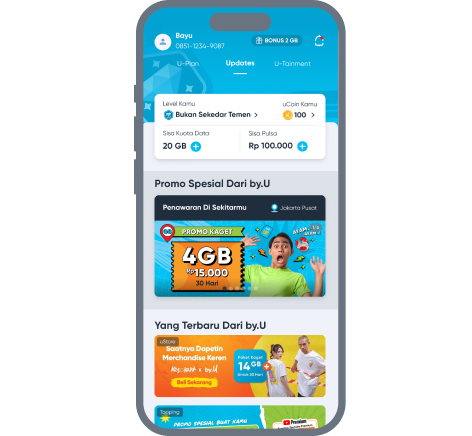 Bayu
0851-1234-9087
BONUS 2 GB
U-Plan
Updates
U-Tainment
Level Kamu
uCoin Kamu
Bukan Sekedar Temen
100
Sisa Kuota Data
Sisa Pulsa
20 GB
Rp 100.000
Promo Spesial Dari by.U
Penawaran Di Sekitarmu
Jakarta Pusat
PROMO KAGET
4GB
Rp15.000
30 Hari
Yang Terbaru Dari by.U
uStore
Saatnya Dapetin
Merchandise Keren
x by.U
Beli Sekarang
Paket Kaget
14GB
Untuk 30 Hari
Topping
PROMO SPESIAL BUAT KAMU
Premium